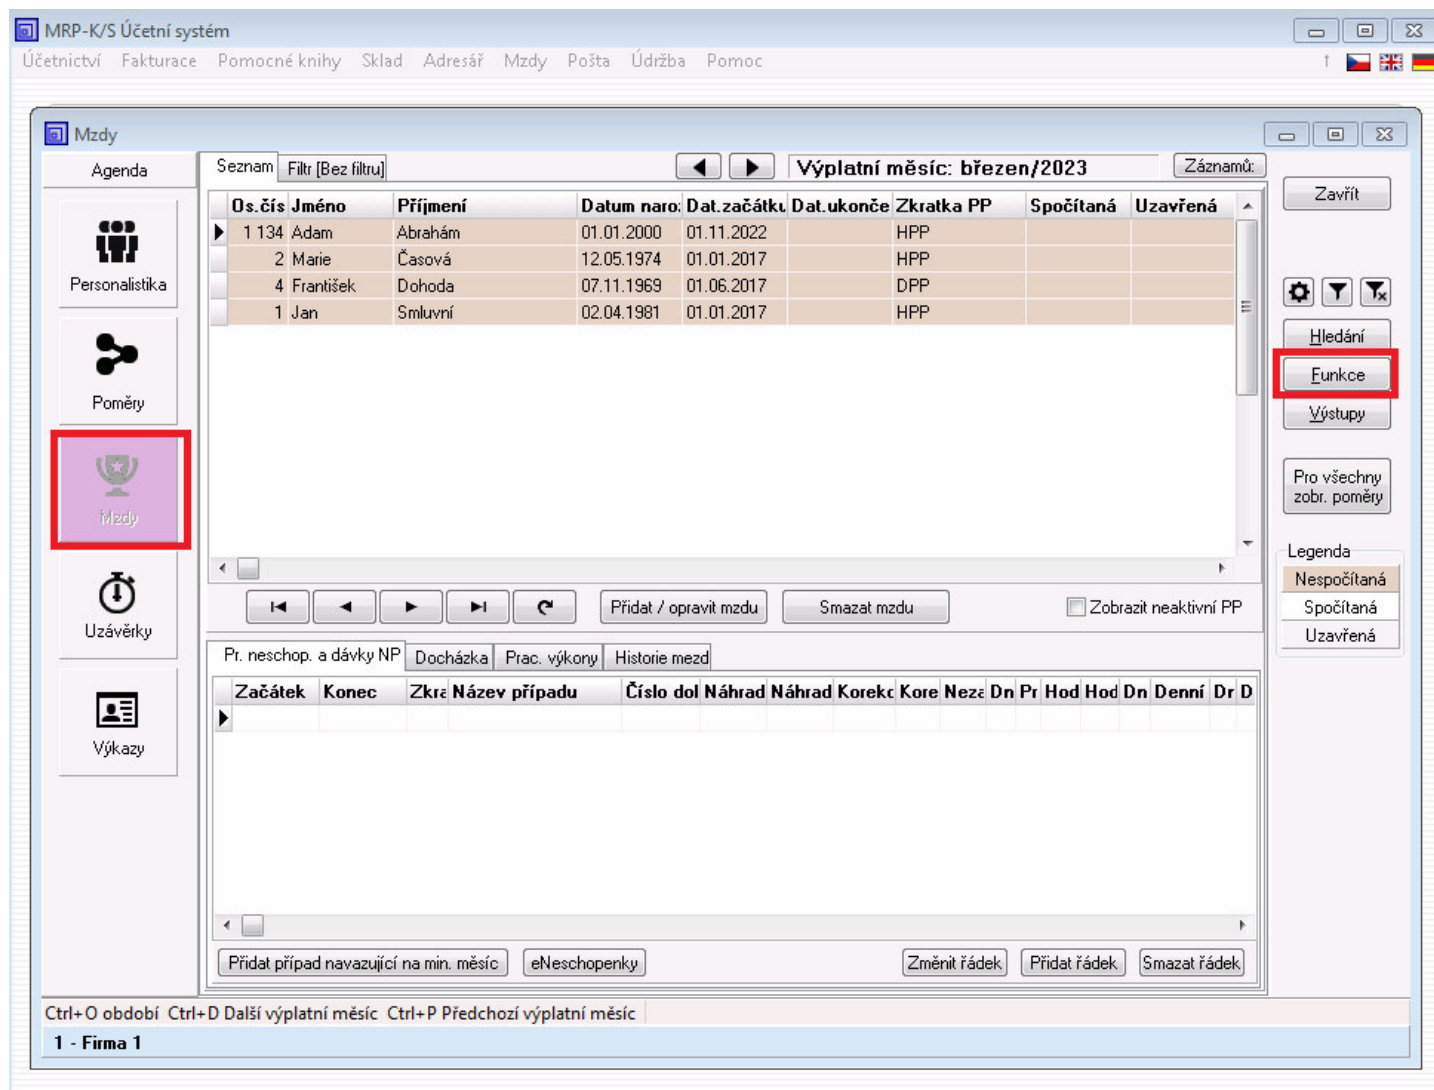 MRP-K/S Účetní systém
Účetnictví Fakturace Pomocné knihy Sklad Adresář Mzdy Pošta Údržba Pomoc
Mzdy
Agenda
Personalistika
Poměry
Mzdy
Uzávěrky
Výkazy
Seznam Filtr [Bez filtru] Výplatní měsíc: březen/2023 Záznamů:
Os.čís Jméno Příjmení Datum naro: Dat.začátku Dat.ukonče Zkratka PP Spočítaná Uzavřená
1 134 Adam Abrahám 01.01.2000 01.11.2022 HPP
2 Marie Časová 12.05.1974 01.01.2017 HPP
4 František Dohoda 07.11.1969 01.06.2017 DPP
1 Jan Smluvní 02.04.1981 01.01.2017 HPP
Přidat / opravit mzdu Smazat mzdu Zobrazit neaktivní PP
Pr. neschop. a dávky NP Docházka Prac. výkony Historie mezd
Začátek Konec Zkra Název případu Číslo dol Náhrad Náhrad Korekc Kore Neza Dn Pr Hod Hod Dn Denní Dr D
Přidat případ navazující na min. měsíc eNeschopenky Změnit řádek Přidat řádek Smazat řádek
Zavřít
Hledání
Funkce
Výstupy
Pro všechny
zobr. poměry
Legenda
Nespočítaná
Spočítaná
Uzavřená
Ctrl+O období Ctrl+D Další výplatní měsíc Ctrl+P Předchozí výplatní měsíc
1 - Firma 1